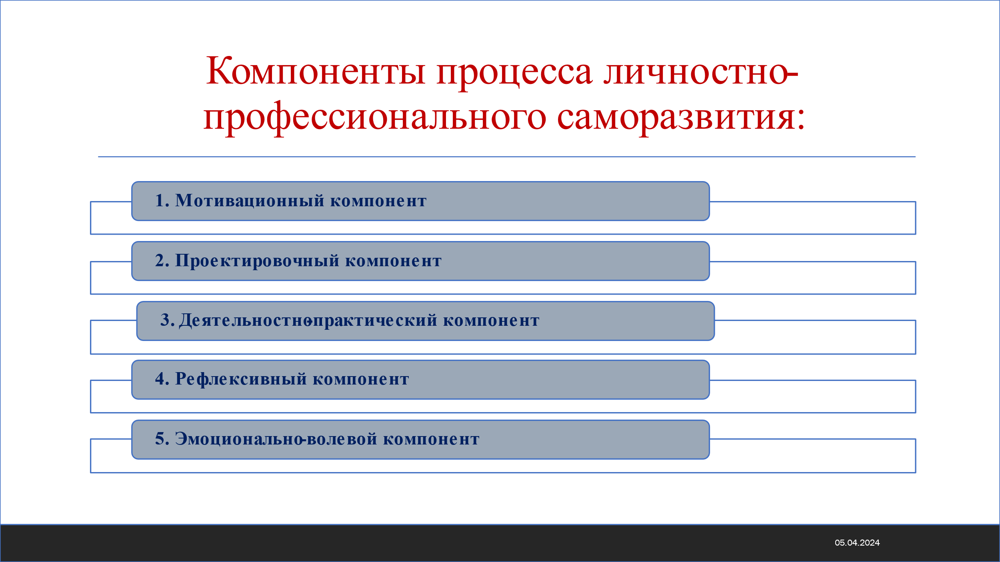 Компоненты процесса личностно-
профессионального саморазвития:
1. Мотивационный компонент
2. Проектировочный компонент
3. Деятельностно-практический компонент
4. Рефлексивный компонент
5. Эмоционально-волевой компонент
05.04.2024